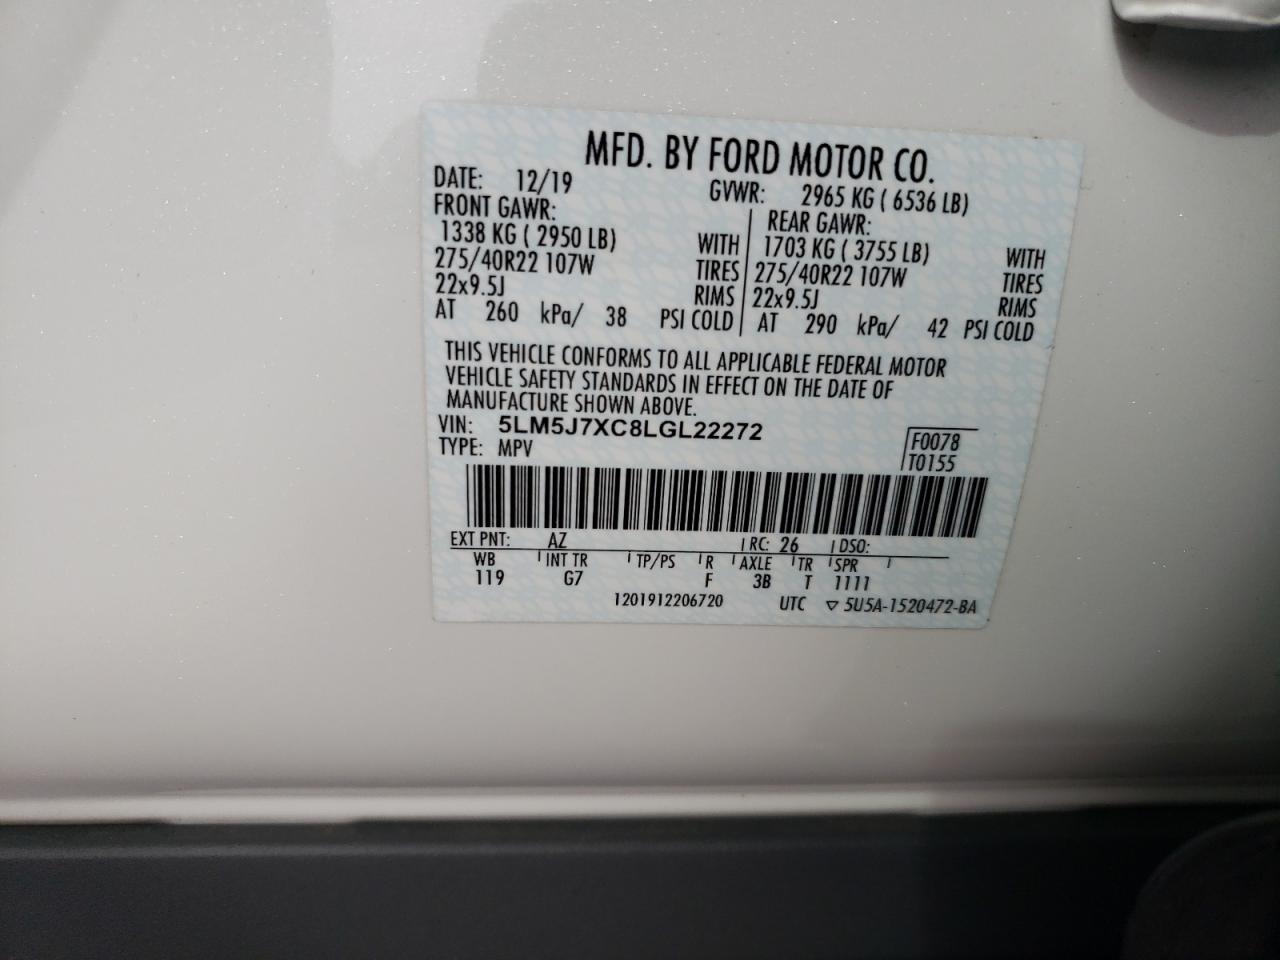 MFD. BY FORD MOTOR CO.
DATE: 12/19 GVWR: 2965 KG ( 6536 LB)
FRONT GAWR: REAR GAWR:
1338 KG ( 2950 LB) WITH 1703 KG ( 3755 LB) WITH
275/40R22 107W TIRES 275/40R22 107W TIRES
22x9.5J RIMS 22x9.5J RIMS
AT 260 kPa/ 38 PSI COLD AT 290 kPa/ 42 PSI COLD
THIS VEHICLE CONFORMS TO ALL APPLICABLE FEDERAL MOTOR
VEHICLE SAFETY STANDARDS IN EFFECT ON THE DATE OF
MANUFACTURE SHOWN ABOVE.
VIN: 5LM5J7XC8LGL22272 F0078
TYPE: MPV T0155
EXT PNT: AZ RC: 26 DSO:
WB INT TR TP/PS R AXLE TR SPR
119 G7 F 3B T 1111
1201912206720 UTC ▽ 5U5A-1520472-BA